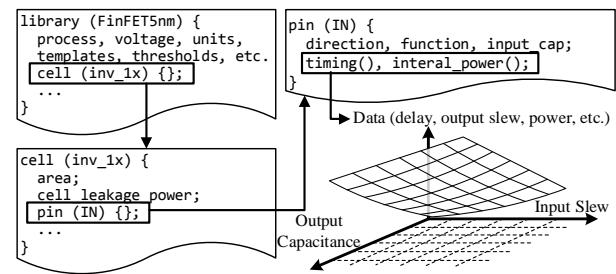 library (FinFET5nm) {
process, voltage, units,
templates, thresholds, etc.
cell (inv_1x) {};
...
}
cell (inv_1x) {
area;
cell leakage power;
pin (IN) {};
...
}
pin (IN) {
direction, function, input_cap;
timing(), interal_power();
}
Data (delay, output slew, power, etc.)
Input Slew
Output
Capacitance